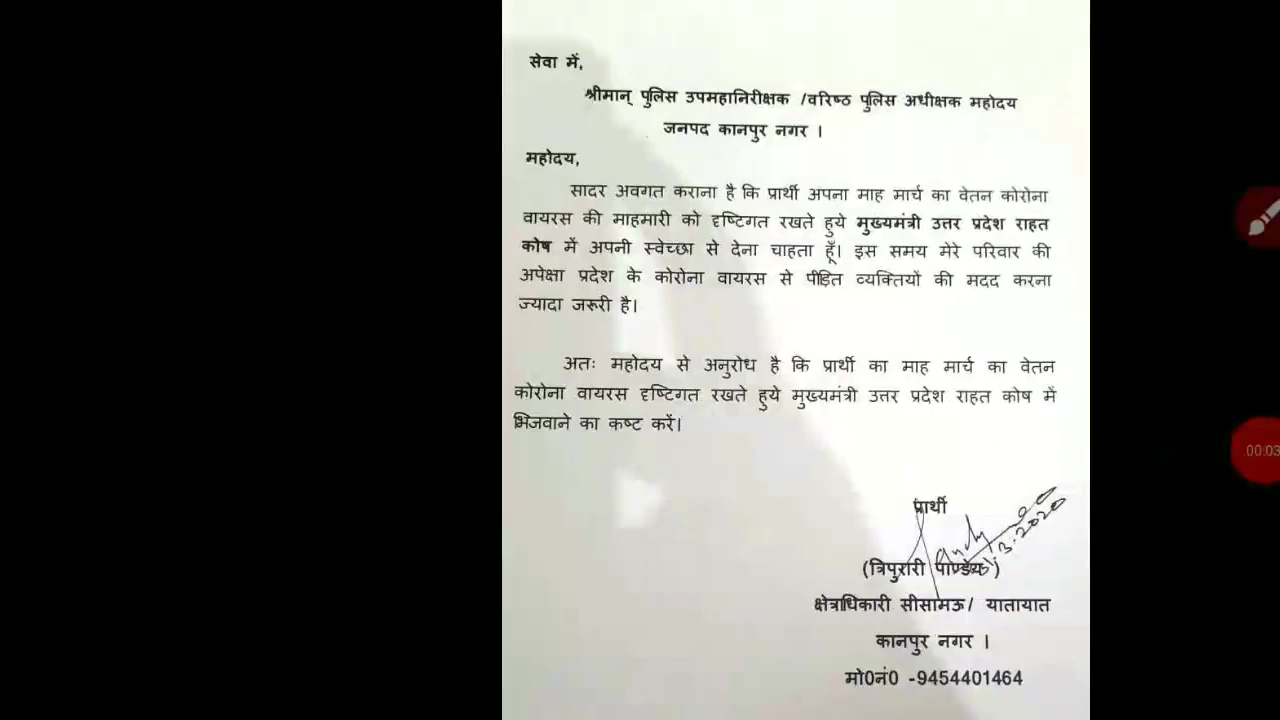 सेवा में,
श्रीमान् पुलिस उपमहानिरीक्षक /वरिष्ठ पुलिस अधीक्षक महोदय
जनपद कानपुर नगर ।
महोदय,
सादर अवगत कराना है कि प्रार्थी अपना माह मार्च का वेतन कोरोना
वायरस की माहमारी को दृष्टिगत रखते हुये मुख्यमंत्री उत्तर प्रदेश राहत
कोष में अपनी स्वेच्छा से देना चाहता हूँ। इस समय मेरे परिवार की
अपेक्षा प्रदेश के कोरोना वायरस से पीड़ित व्यक्तियों की मदद करना
ज्यादा जरूरी है।
अतः महोदय से अनुरोध है कि प्रार्थी का माह मार्च का वेतन
कोरोना वायरस दृष्टिगत रखते हुये मुख्यमंत्री उत्तर प्रदेश राहत कोष में
भिजवाने का कष्ट करें।
प्रार्थी
(त्रिपुरारी पाण्डेय )
क्षेत्राधिकारी सीसामऊ/ यातायात
कानपुर नगर ।
मो0नं0 -9454401464
00:03